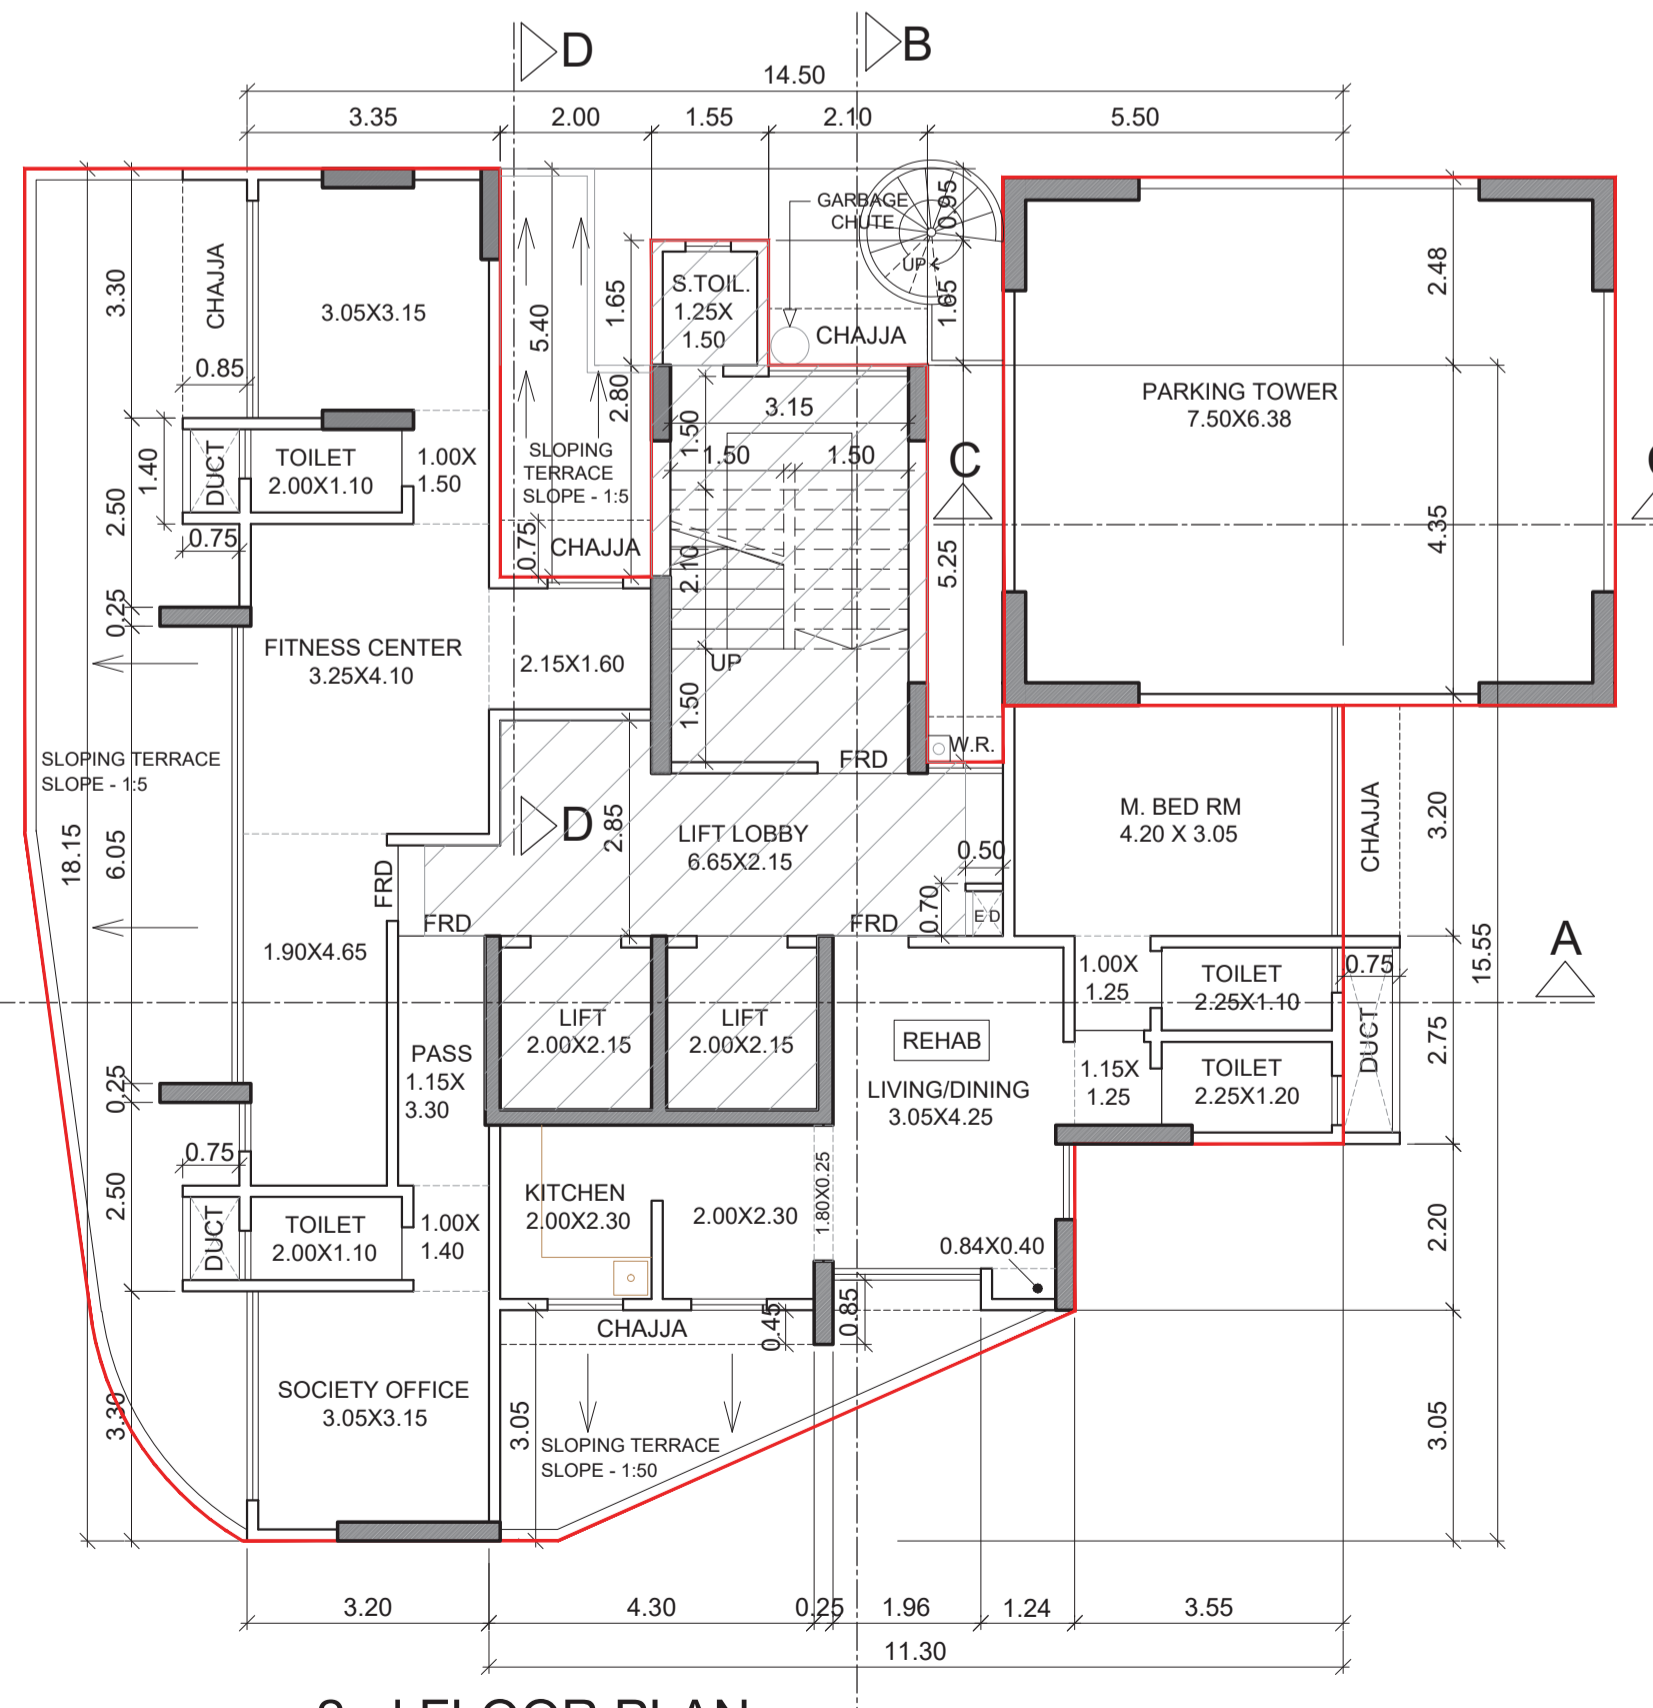 D
B
14.50
3.35
2.00
1.55
2.10
5.50
GARBAGE
CHUTE
0.95
UP
1.65
CHAJJA
3.30
CHAJJA
3.05X3.15
0.85
5.40
1.65
S.TOIL.
1.25X
1.50
CHAJJA
2.48
PARKING TOWER
7.50X6.38
2.80
3.15
1.50
1.50
1.50
1.40
DUCT
TOILET
2.00X1.10
1.00X
1.50
SLOPING
TERRACE
SLOPE - 1:5
C
2.50
0.75
0.75
CHAJJA
2.10
5.25
4.35
0.25
FITNESS CENTER
3.25X4.10
2.15X1.60
UP
1.50
SLOPING TERRACE
SLOPE - 1:5
FRD
W.R.
18.15
6.05
D
2.85
LIFT LOBBY
6.65X2.15
M. BED RM
4.20 X 3.05
CHAJJA
3.20
0.50
FRD
FRD
FRD
0.70
E D
1.90X4.65
15.55
A
1.00X
1.25
TOILET
2.25X1.10
0.75
LIFT
2.00X2.15
LIFT
2.00X2.15
REHAB
PASS
1.15X
3.30
LIVING/DINING
3.05X4.25
1.15X
1.25
TOILET
2.25X1.20
DUCT
2.75
0.25
0.75
2.50
DUCT
TOILET
2.00X1.10
1.00X
1.40
KITCHEN
2.00X2.30
2.00X2.30
1.80X0.25
0.84X0.40
2.20
CHAJJA
0.45
0.85
3.30
SOCIETY OFFICE
3.05X3.15
3.05
SLOPING TERRACE
SLOPE - 1:50
3.05
3.20
4.30
0.25
1.96
1.24
3.55
11.30
FLOOR PLAN